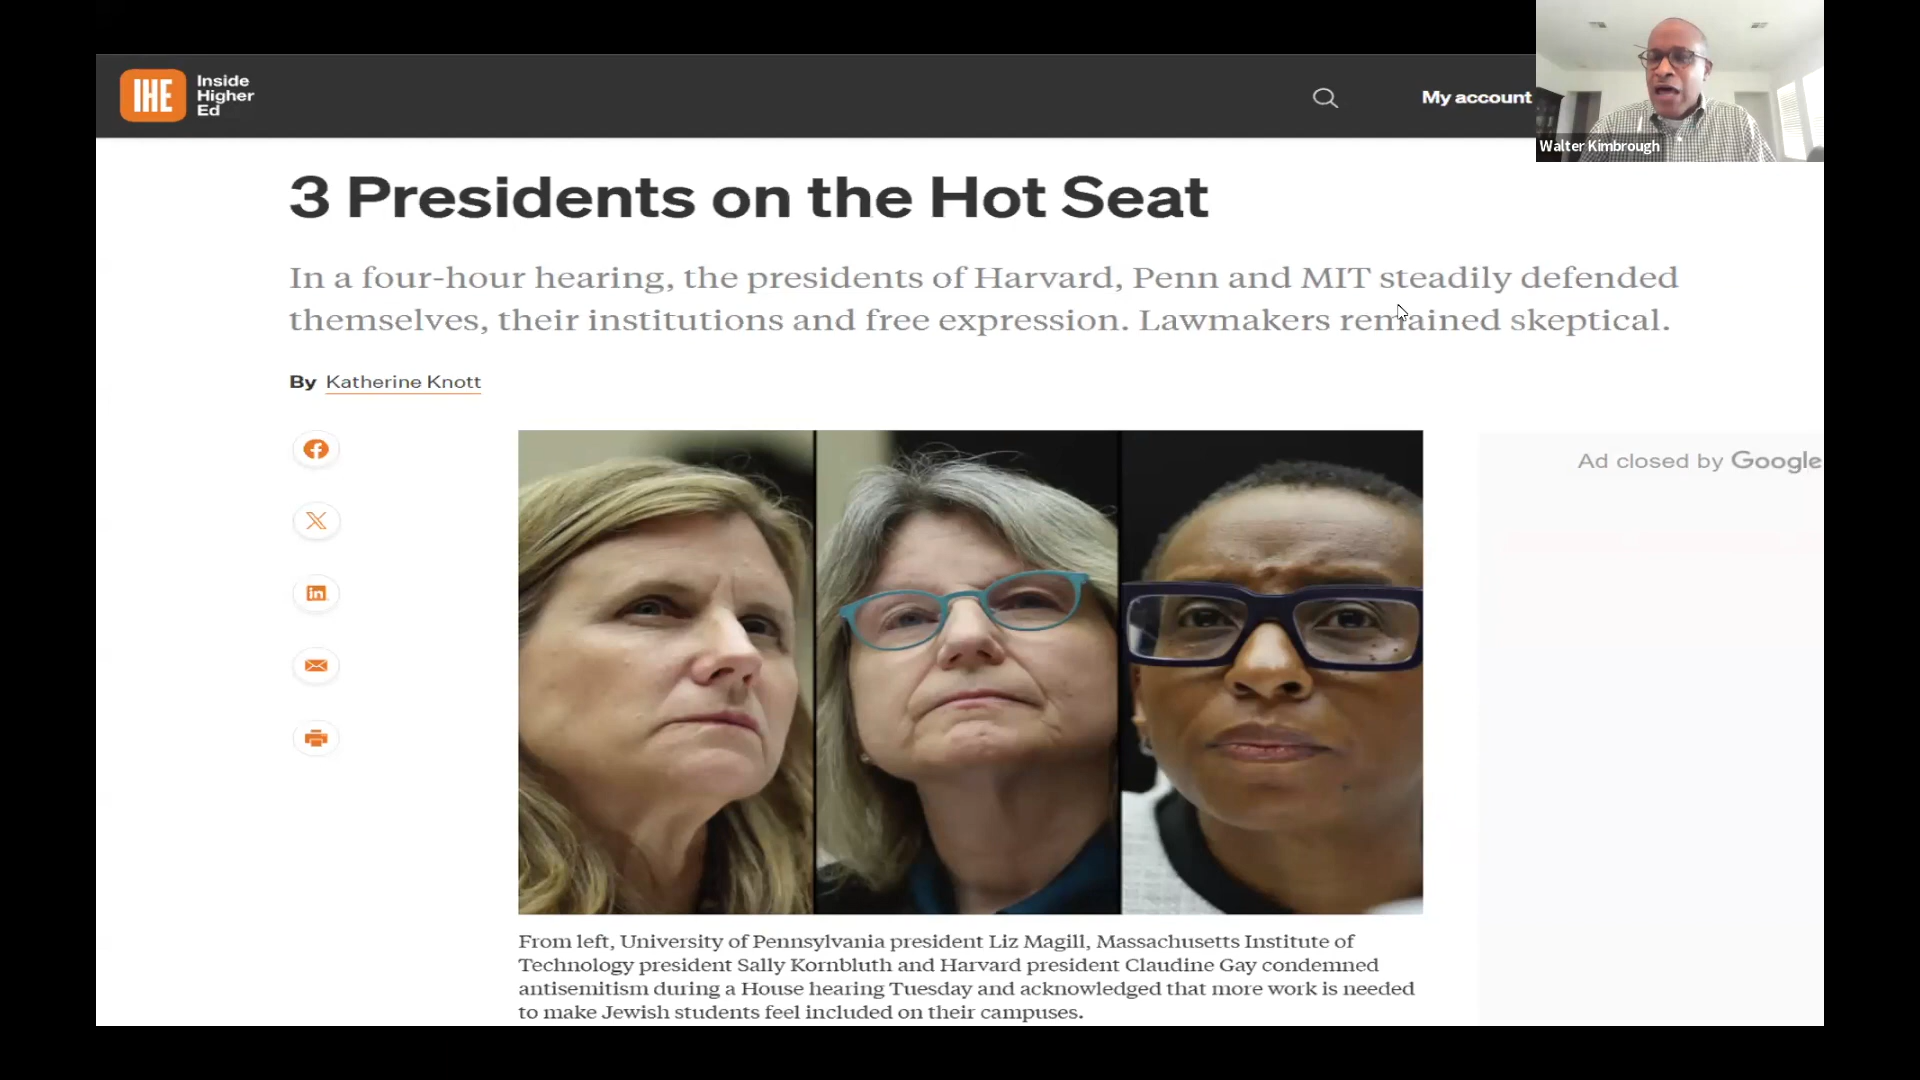 IHE
Inside
Higher
Ed
My account
Walter Kimbrough
3 Presidents on the Hot Seat
In a four-hour hearing, the presidents of Harvard, Penn and MIT steadily defended
themselves, their institutions and free expression. Lawmakers remained skeptical.
By Katherine Knott
Ad closed by Google
From left, University of Pennsylvania president Liz Magill, Massachusetts Institute of
Technology president Sally Kornbluth and Harvard president Claudine Gay condemned
antisemitism during a House hearing Tuesday and acknowledged that more work is needed
to make Jewish students feel included on their campuses.